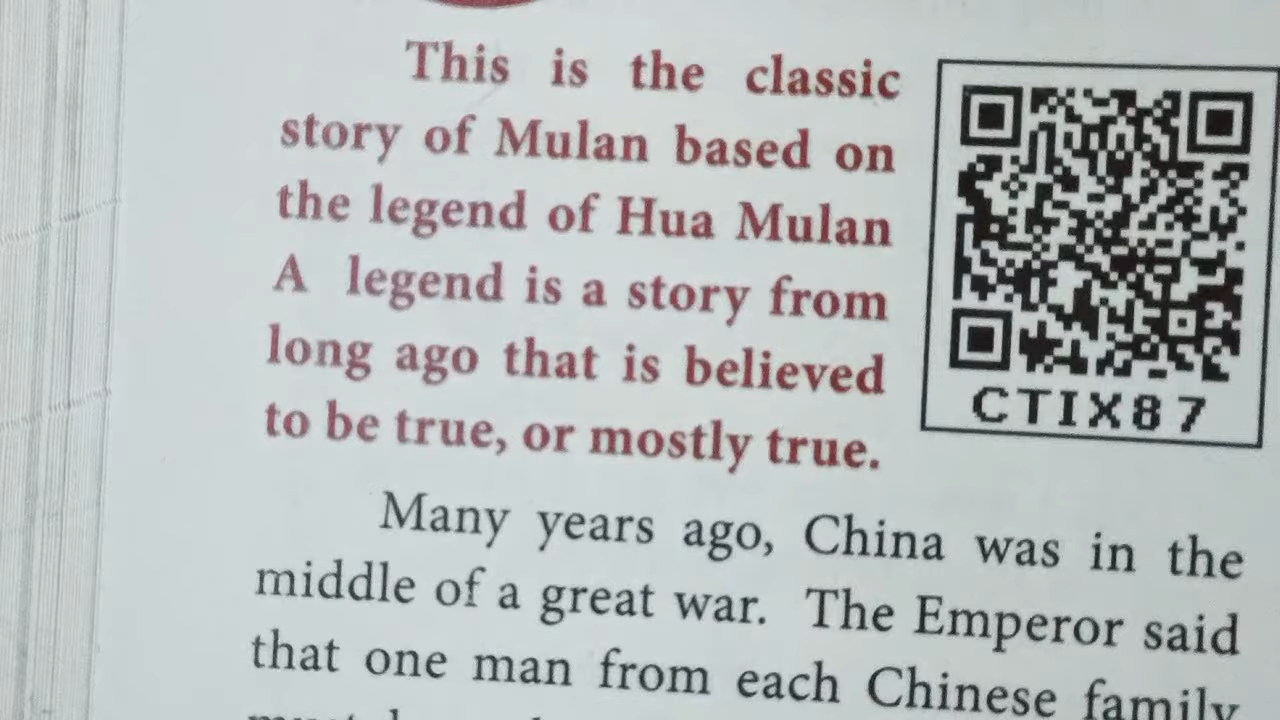 This is the classic
story of Mulan based on
the legend of Hua Mulan
A legend is a story from
long ago that is believed
to be true, or mostly true.
CTIX87
Many years ago, China was in the
middle of a great war. The Emperor said
that one man from each Chinese family